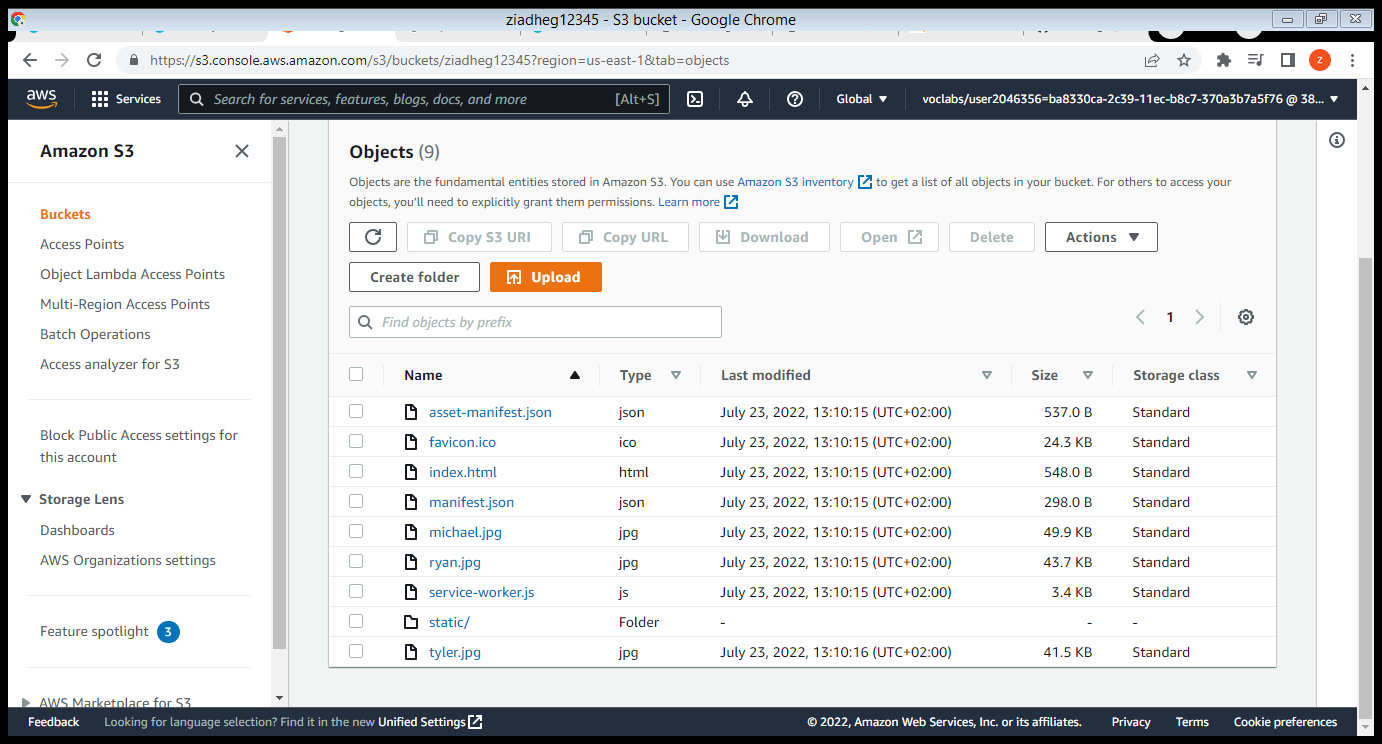 ziadheg12345 - S3 bucket - Google Chrome
https://s3.console.aws.amazon.com/s3/buckets/ziadheg12345?region=us-east-1&tab=objects
z
aws
Services
Search for services, features, blogs, docs, and more
[Alt+S]
Global
voclabs/user2046356=ba8330ca-2c39-11ec-b8c7-370a3b7a5f76 @ 38...
Amazon S3
Buckets
Access Points
Object Lambda Access Points
Multi-Region Access Points
Batch Operations
Access analyzer for S3
Block Public Access settings for
this account
Storage Lens
Dashboards
AWS Organizations settings
Feature spotlight 3
AWS Marketplace for S3
Objects (9)
Objects are the fundamental entities stored in Amazon S3. You can use Amazon S3 inventory to get a list of all objects in your bucket. For others to access your
objects, you'll need to explicitly grant them permissions. Learn more
Copy S3 URI Copy URL Download Open Delete Actions
Create folder Upload
Find objects by prefix
1
Name Type Last modified Size Storage class
asset-manifest.json json July 23, 2022, 13:10:15 (UTC+02:00) 537.0 B Standard
favicon.ico ico July 23, 2022, 13:10:15 (UTC+02:00) 24.3 KB Standard
index.html html July 23, 2022, 13:10:15 (UTC+02:00) 548.0 B Standard
manifest.json json July 23, 2022, 13:10:15 (UTC+02:00) 298.0 B Standard
michael.jpg jpg July 23, 2022, 13:10:15 (UTC+02:00) 49.9 KB Standard
ryan.jpg jpg July 23, 2022, 13:10:15 (UTC+02:00) 43.7 KB Standard
service-worker.js js July 23, 2022, 13:10:15 (UTC+02:00) 3.4 KB Standard
static/ Folder - - -
tyler.jpg jpg July 23, 2022, 13:10:16 (UTC+02:00) 41.5 KB Standard
Feedback Looking for language selection? Find it in the new Unified Settings © 2022, Amazon Web Services, Inc. or its affiliates. Privacy Terms Cookie preferences